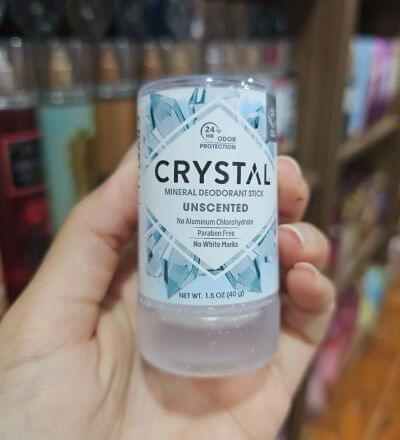 24
HR
ODOR
PROTECTION
CRYSTAL
MINERAL DEODORANT STICK
UNSCENTED
No Aluminum Chlorohydrate
Paraben Free
No White Marks
NET WT. 1.5 OZ (40 g)